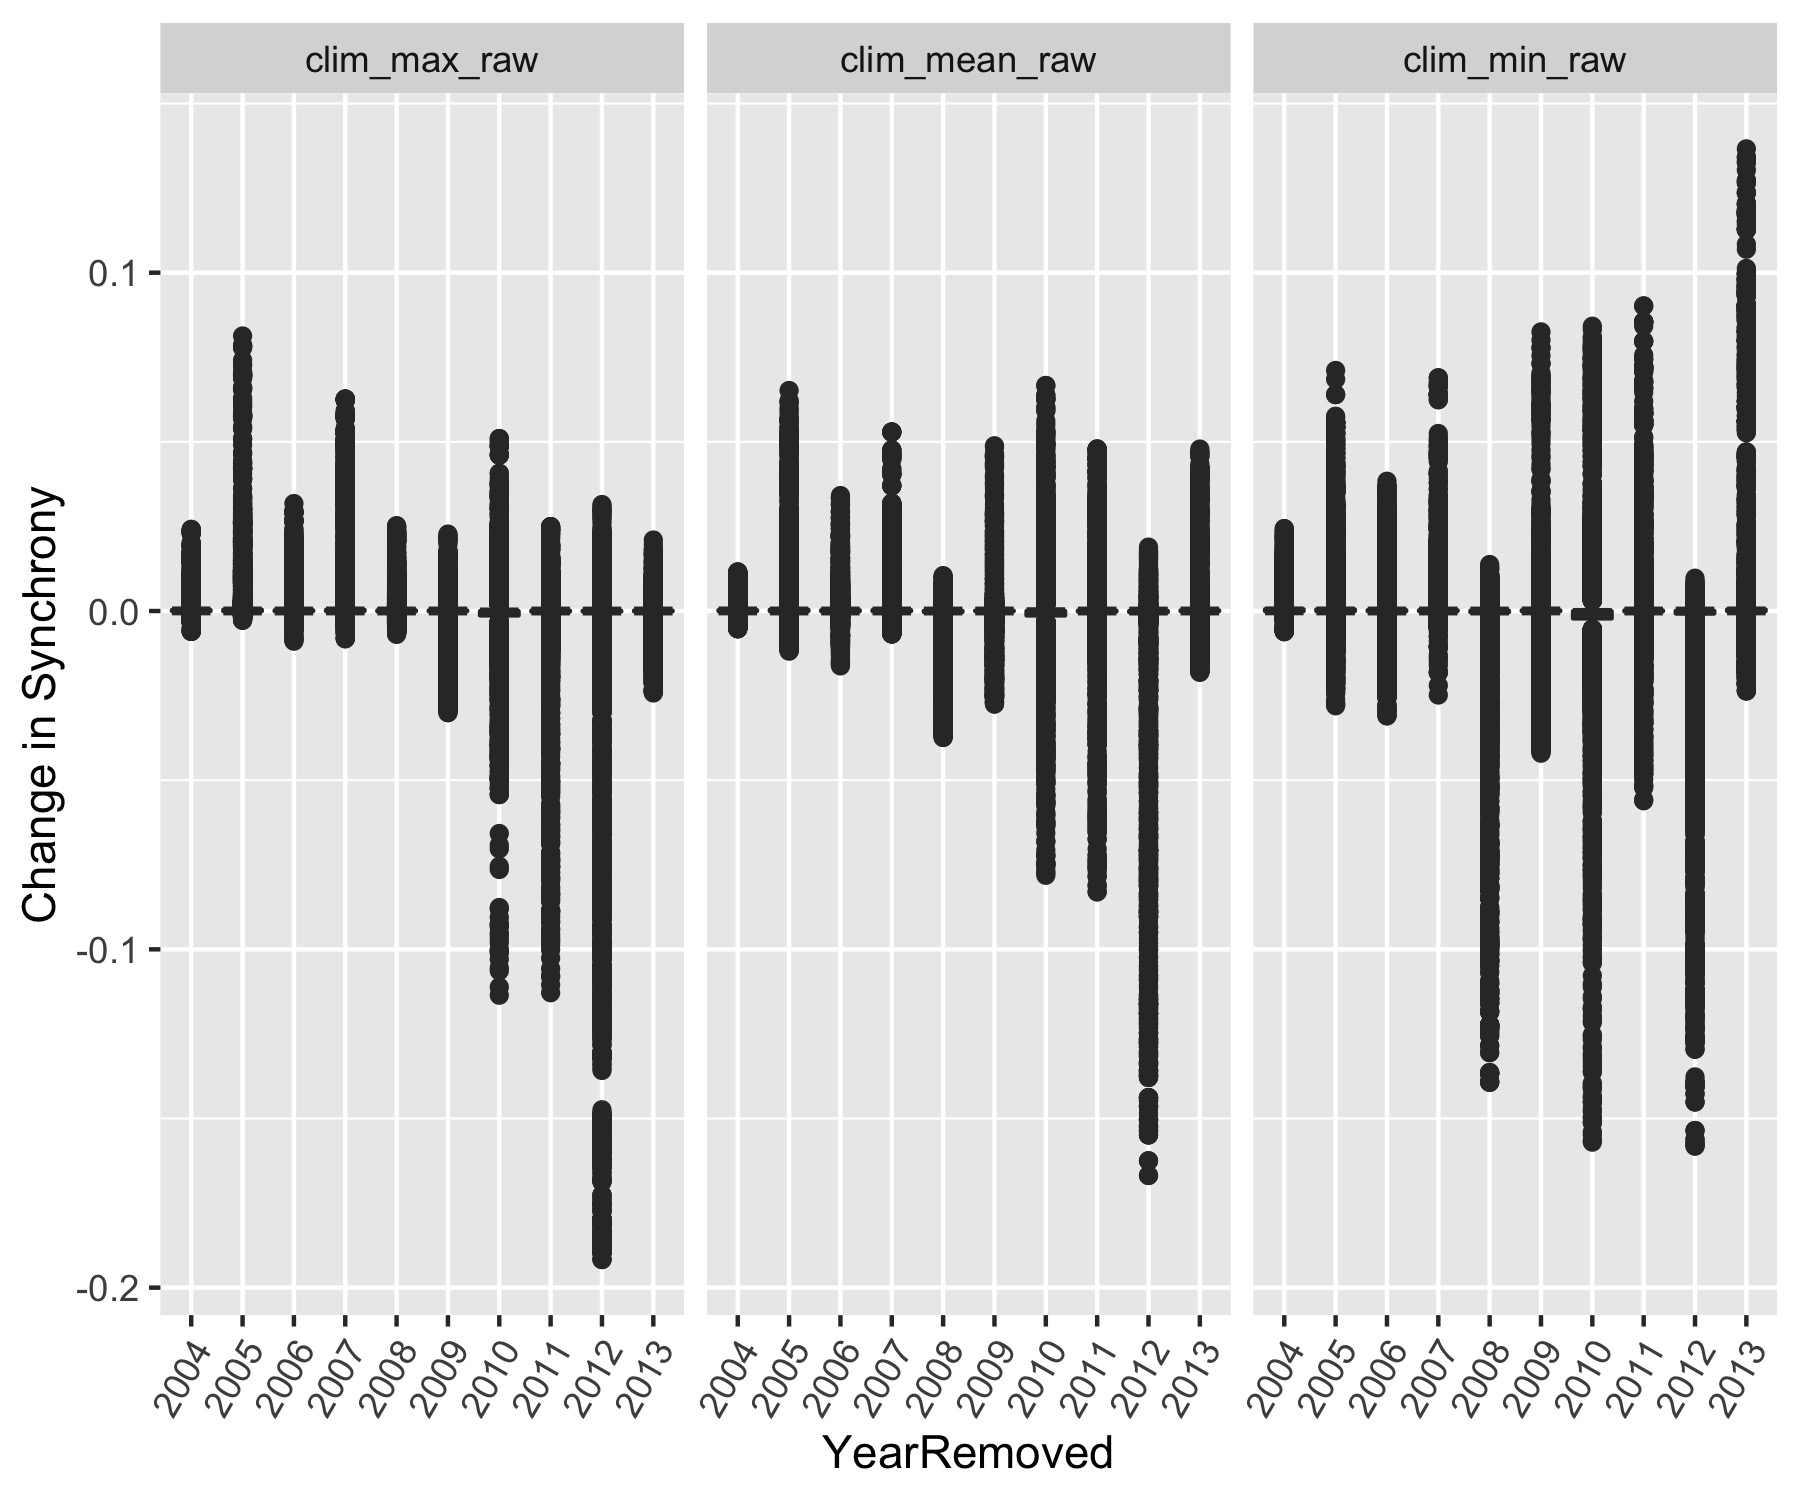 clim_max_raw clim_mean_raw clim_min_raw
0.1
0.0
-0.1
-0.2
Change in Synchrony
2004 2005 2006 2007 2008 2009 2010 2011 2012 2013 2004 2005 2006 2007 2008 2009 2010 2011 2012 2013 2004 2005 2006 2007 2008 2009 2010 2011 2012 2013
YearRemoved